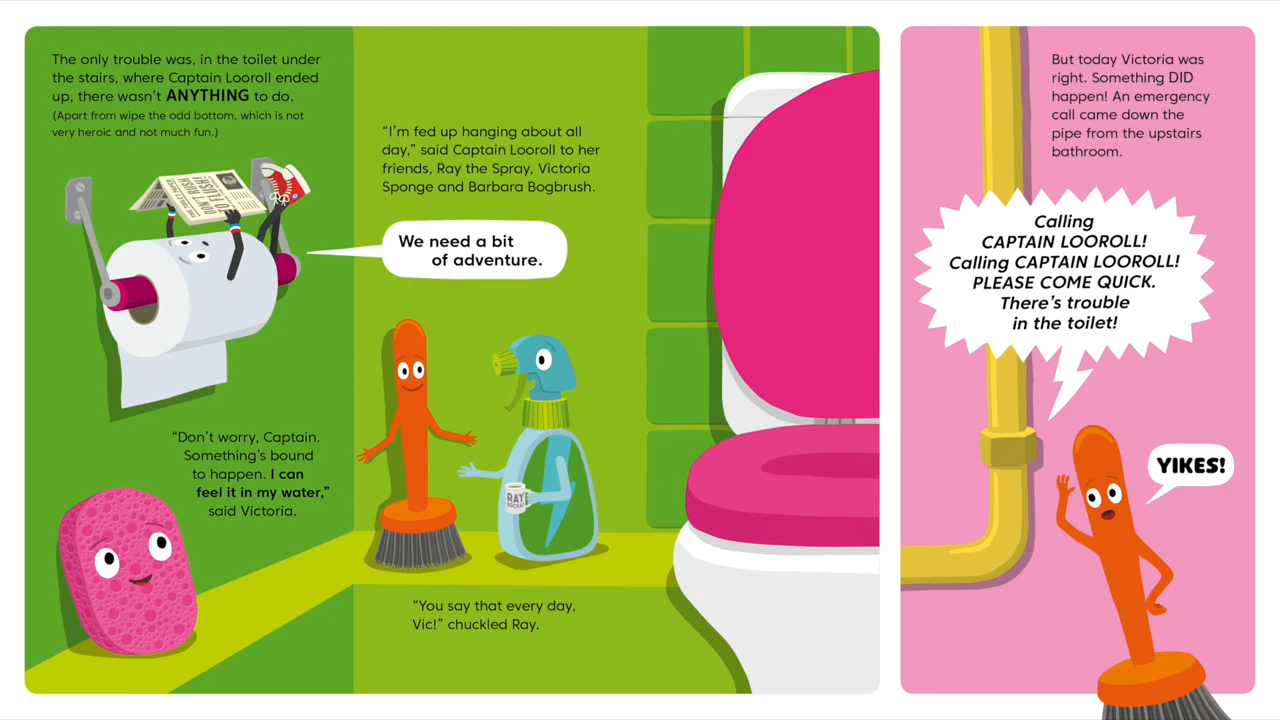 The only trouble was, in the toilet under
the stairs, where Captain Looroll ended
up, there wasn't ANYTHING to do.
(Apart from wipe the odd bottom, which is not
very heroic and not much fun.)
DON'T RUSH
TO FLUSH!
"I'm fed up hanging about all
day," said Captain Looroll to her
friends, Ray the Spray, Victoria
Sponge and Barbara Bogbrush.
We need a bit
of adventure.
"Don't worry, Captain.
Something's bound
to happen. I can
feel it in my water,"
said Victoria.
RAY
ROCKS!
"You say that every day,
Vic!" chuckled Ray.
But today Victoria was
right. Something DID
happen! An emergency
call came down the
pipe from the upstairs
bathroom.
Calling
CAPTAIN LOOROLL!
Calling CAPTAIN LOOROLL!
PLEASE COME QUICK.
There's trouble
in the toilet!
YIKES!